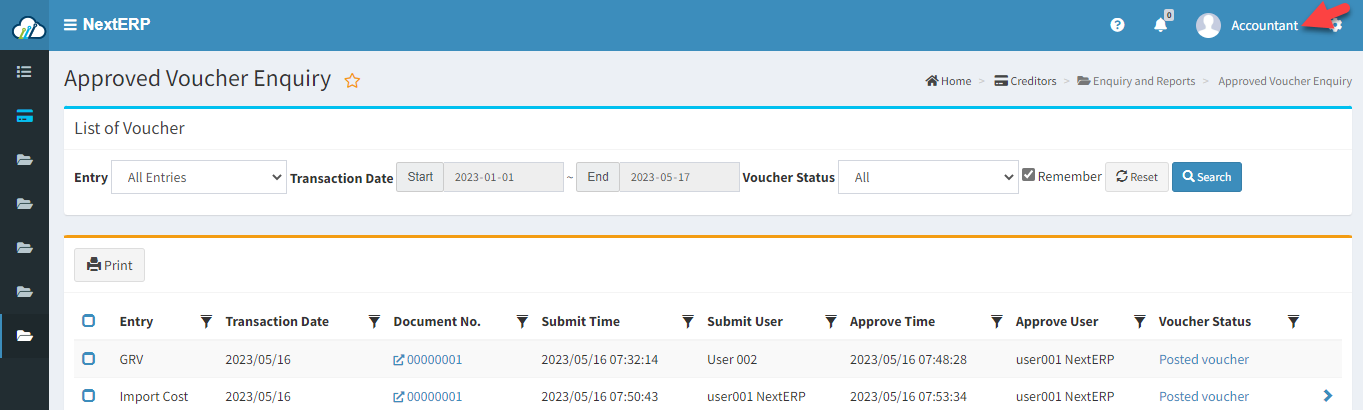 NextERP
0
Accountant
Approved Voucher Enquiry
Home > Creditors > Enquiry and Reports > Approved Voucher Enquiry
List of Voucher
Entry All Entries Transaction Date Start 2023-01-01 ~ End 2023-05-17 Voucher Status All Remember Reset Search
Print
Entry Transaction Date Document No. Submit Time Submit User Approve Time Approve User Voucher Status
GRV 2023/05/16 00000001 2023/05/16 07:32:14 User 002 2023/05/16 07:48:28 user001 NextERP Posted voucher
Import Cost 2023/05/16 00000001 2023/05/16 07:50:43 user001 NextERP 2023/05/16 07:53:34 user001 NextERP Posted voucher